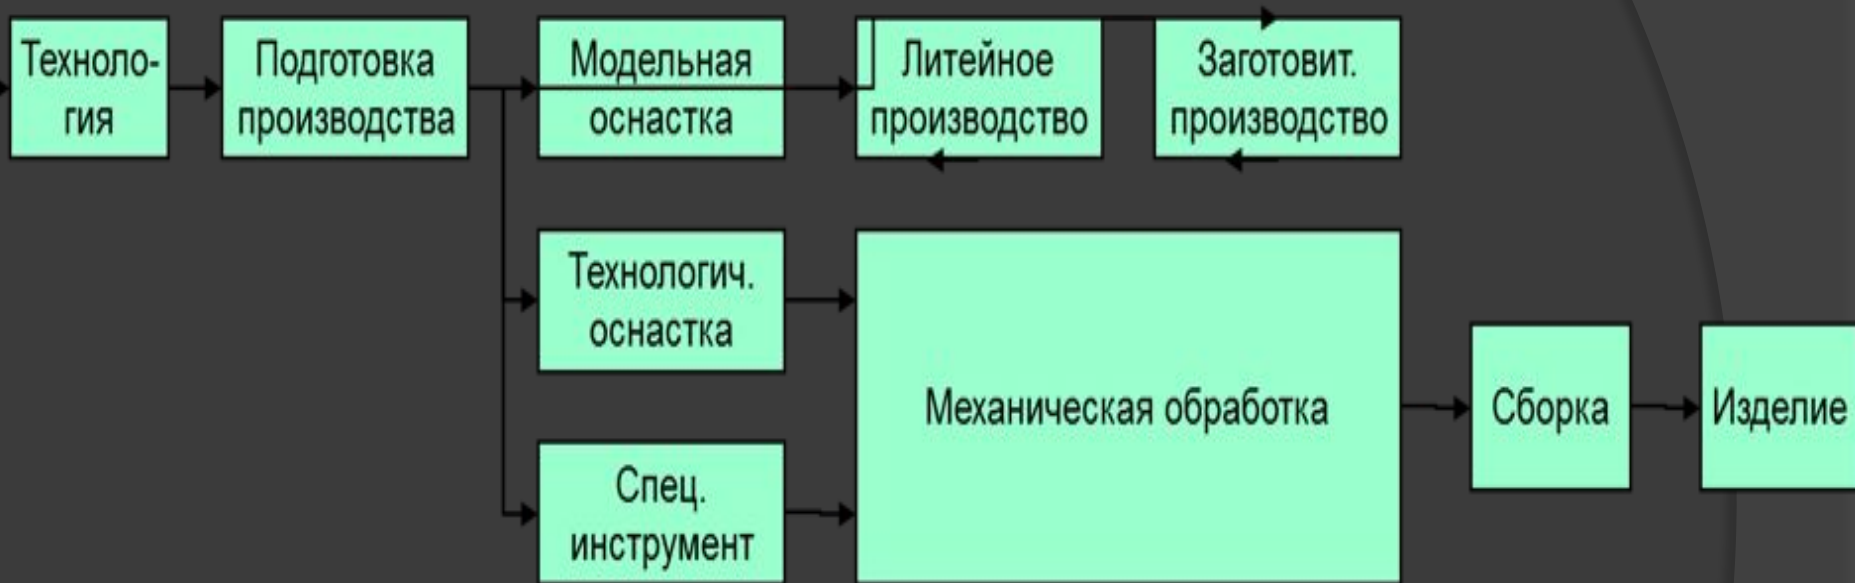 Техноло-
гия
Подготовка
производства
Модельная
оснастка
Литейное
производство
Заготовит.
производство
Технологич.
оснастка
Механическая обработка
Сборка
Изделие
Спец.
инструмент